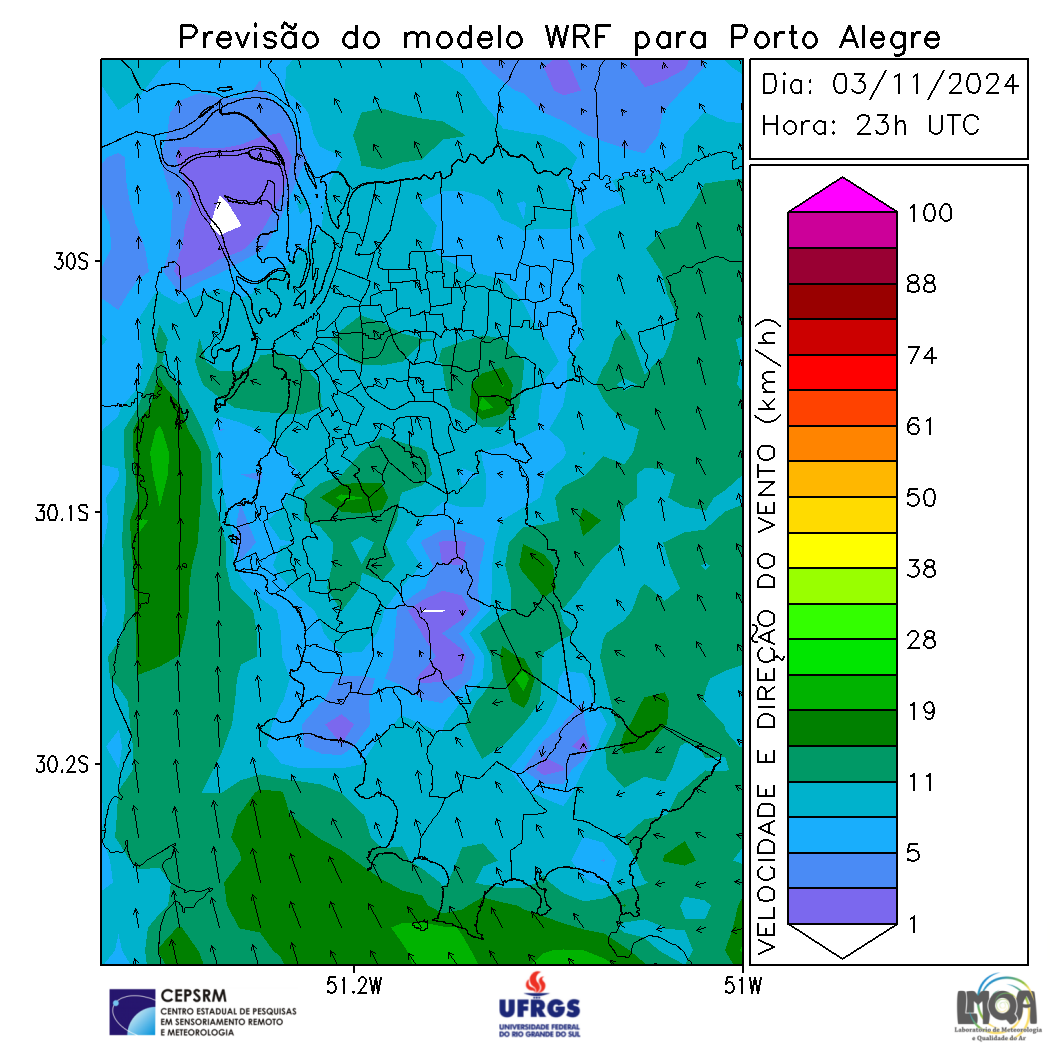 Previsão do modelo WRF para Porto Alegre
Dia: 03/11/2024
Hora: 23h UTC
30S
30.1S
30.2S
51.2W
51W
VELOCIDADE E DIREÇÃO DO VENTO (km/h)
100
88
74
61
50
38
28
19
11
5
1
CEPSRM
CENTRO ESTADUAL DE PESQUISAS
EM SENSORIAMENTO REMOTO
E METEOROLOGIA
UFRGS
UNIVERSIDADE FEDERAL
DO RIO GRANDE DO SUL
LMQA
Laboratório de Meteorologia
e Qualidade do Ar